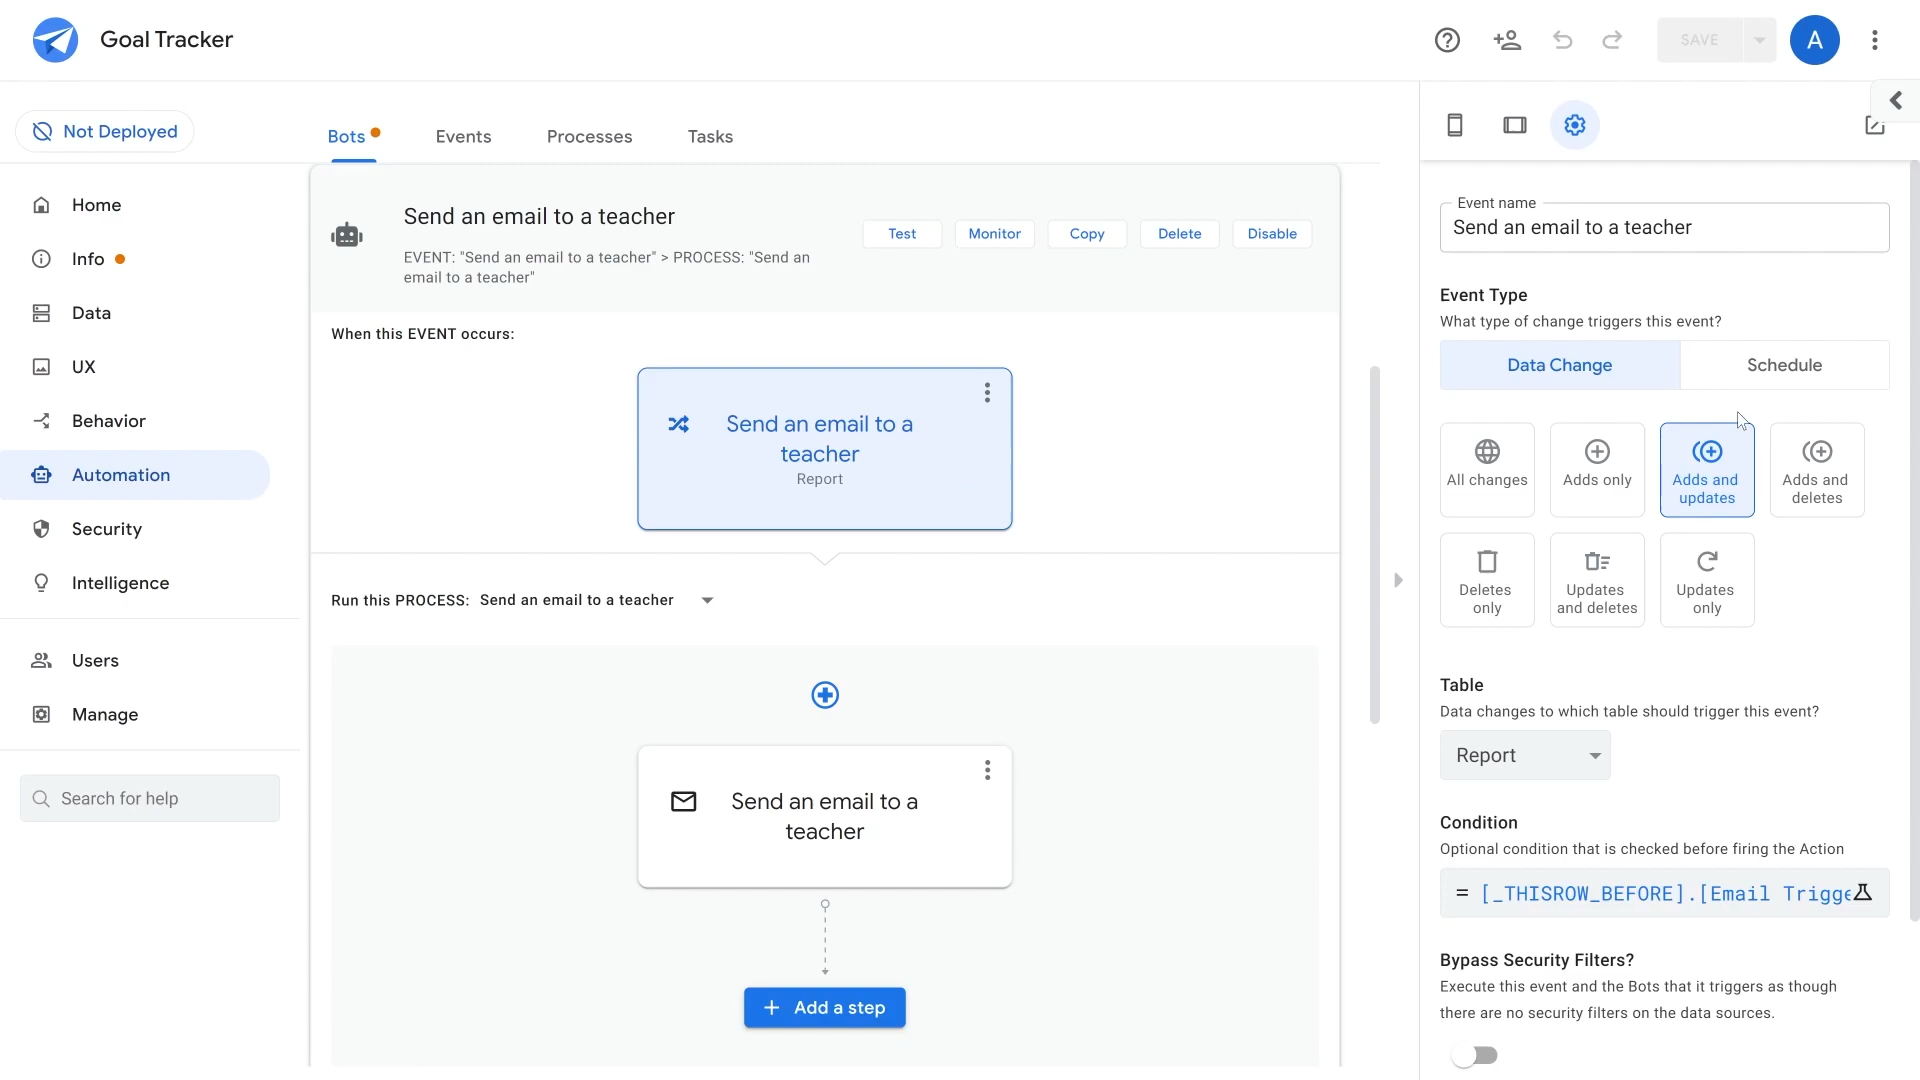 Goal Tracker
SAVE
A
Not Deployed
Home
Info
Data
UX
Behavior
Automation
Security
Intelligence
Users
Manage
Search for help
Bots
Events
Processes
Tasks
Send an email to a teacher
EVENT: "Send an email to a teacher" > PROCESS: "Send an
email to a teacher"
Test
Monitor
Copy
Delete
Disable
When this EVENT occurs:
Send an email to a
teacher
Report
Run this PROCESS: Send an email to a teacher
Send an email to a
teacher
+ Add a step
Event name
Send an email to a teacher
Event Type
What type of change triggers this event?
Data Change
Schedule
All changes
Adds only
Adds and
updates
Adds and
deletes
Deletes
only
Updates
and deletes
Updates
only
Table
Data changes to which table should trigger this event?
Report
Condition
Optional condition that is checked before firing the Action
= [_THISROW_BEFORE].[Email Trigge
Bypass Security Filters?
Execute this event and the Bots that it triggers as though
there are no security filters on the data sources.